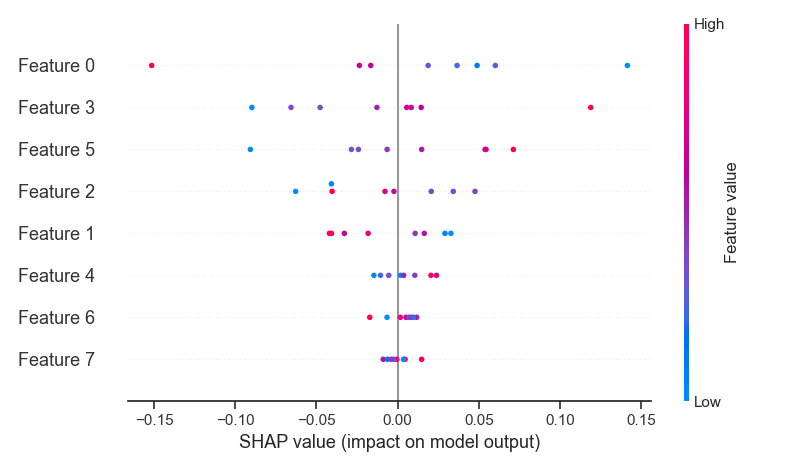 High
Feature 0
Feature 3
Feature 5
Feature 2
Feature 1
Feature 4
Feature 6
Feature 7
Feature value
Low
−0.15 −0.10 −0.05 0.00 0.05 0.10 0.15
SHAP value (impact on model output)